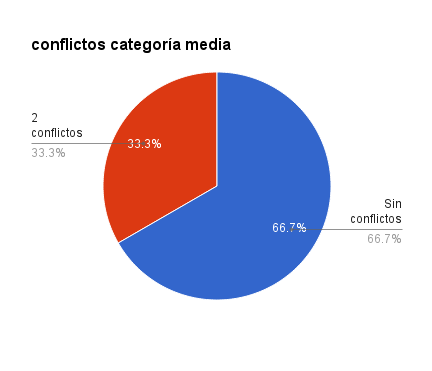 conflictos categoría media
2
conflictos
33.3%
33.3%
66.7%
Sin
conflictos
66.7%